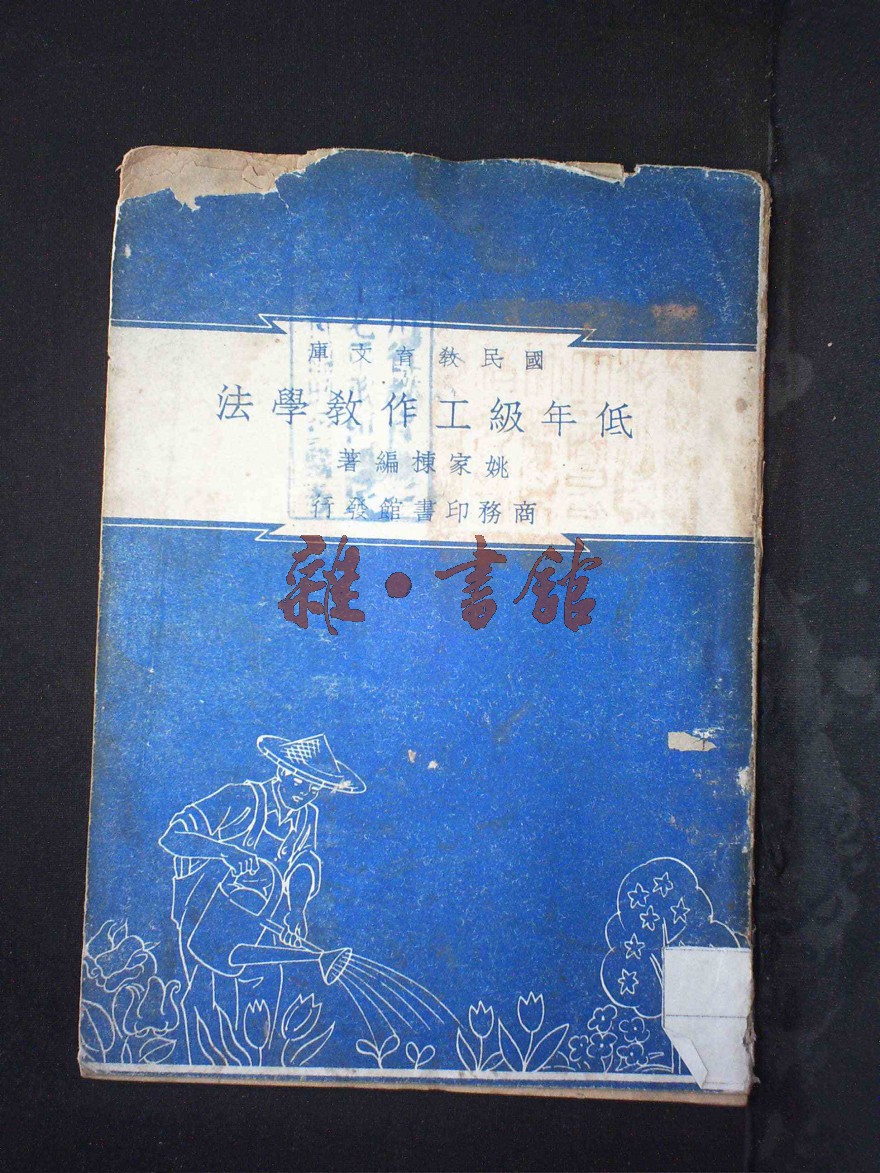 國民教育文庫
低年級工作教學法
姚家棟編著
商務印書館發行
雜·書館